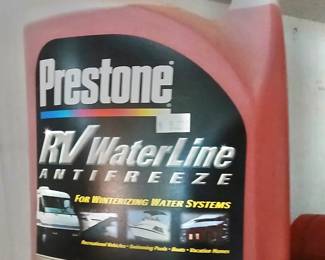 Prestone
RV WaterLine
ANTIFREEZE
FOR WINTERIZING WATER SYSTEMS
Recreational Vehicles • Swimming Pools • Boats • Vacation Homes